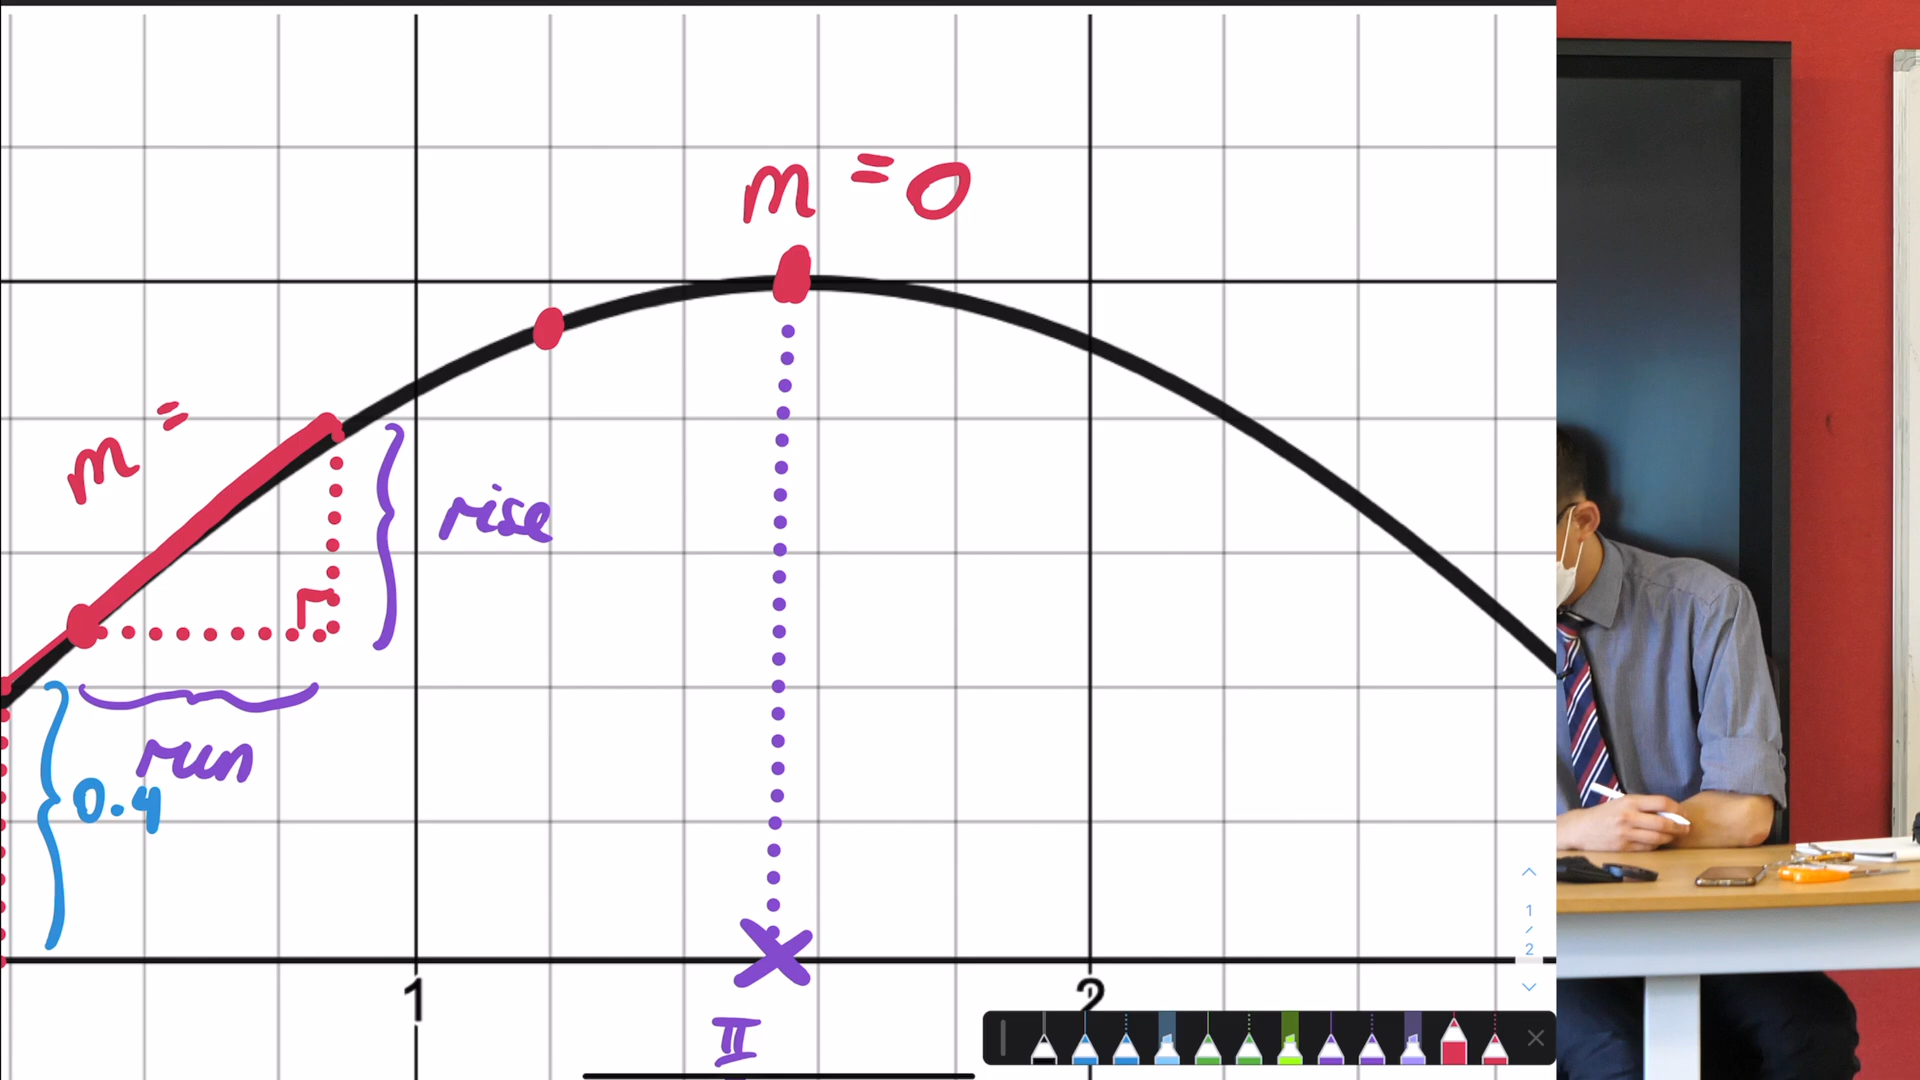 m = 0
m =
rise
run
0.4
1
2
π
1
/
2